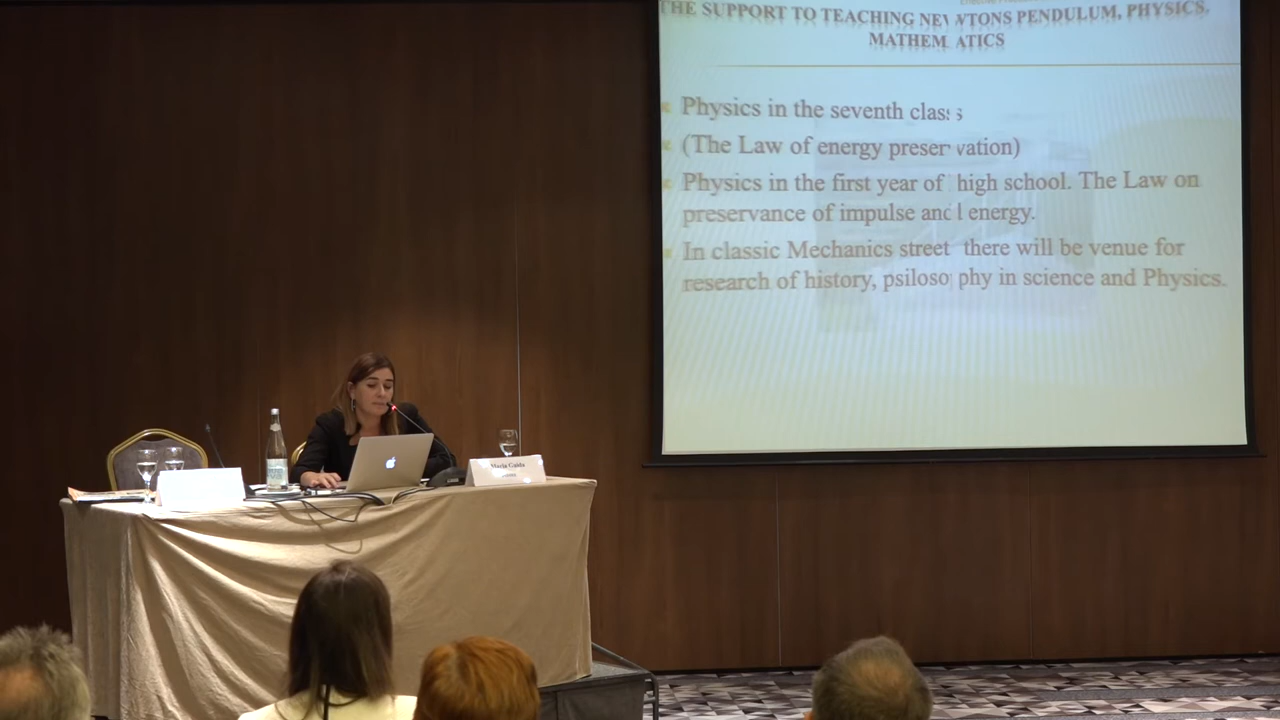 THE SUPPORT TO TEACHING NEWTONS PENDULUM, PHYSICS,
MATHEMATICS
Physics in the seventh class
(The Law of energy preservation)
Physics in the first year of high school. The Law on
preservance of impulse and energy.
In classic Mechanics street there will be venue for
research of history, psilosophy in science and Physics.